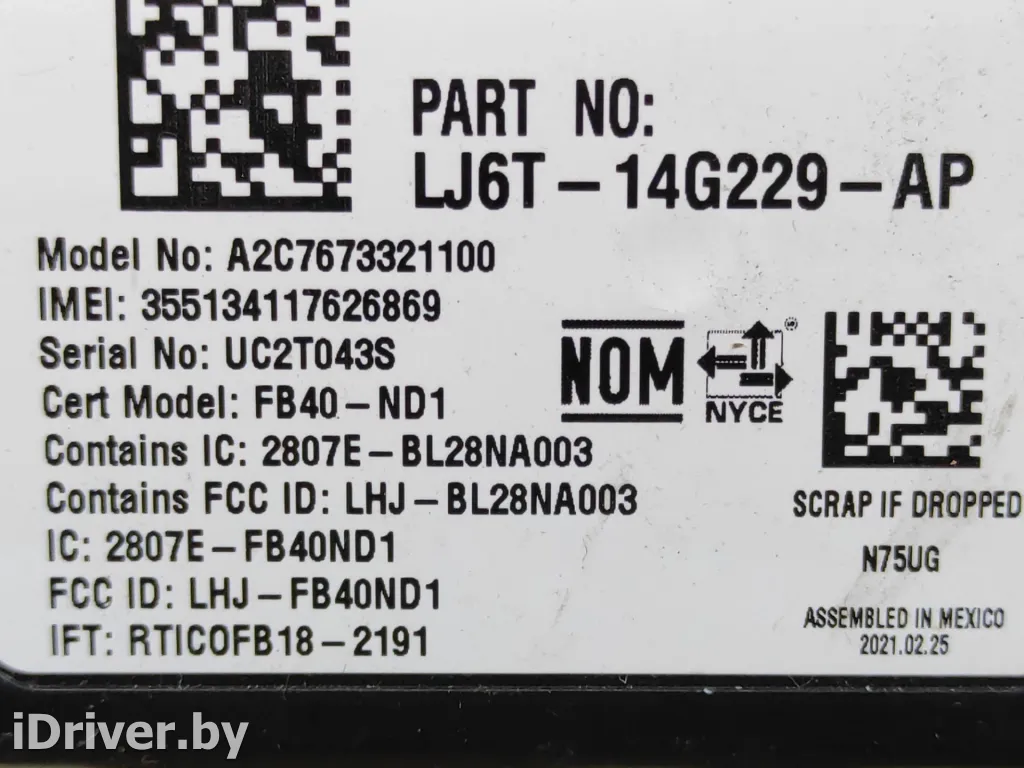 PART NO:
LJ6T-14G229-AP
Model No: A2C7673321100
IMEI: 355134117626869
Serial No: UC2T043S
Cert Model: FB40-ND1
Contains IC: 2807E-BL28NA003
Contains FCC ID: LHJ-BL28NA003
IC: 2807E-FB40ND1
FCC ID: LHJ-FB40ND1
IFT: RTICOFB18-2191
NOM
NYCE
SCRAP IF DROPPED
N75UG
ASSEMBLED IN MEXICO
2021.02.25
iDriver.by